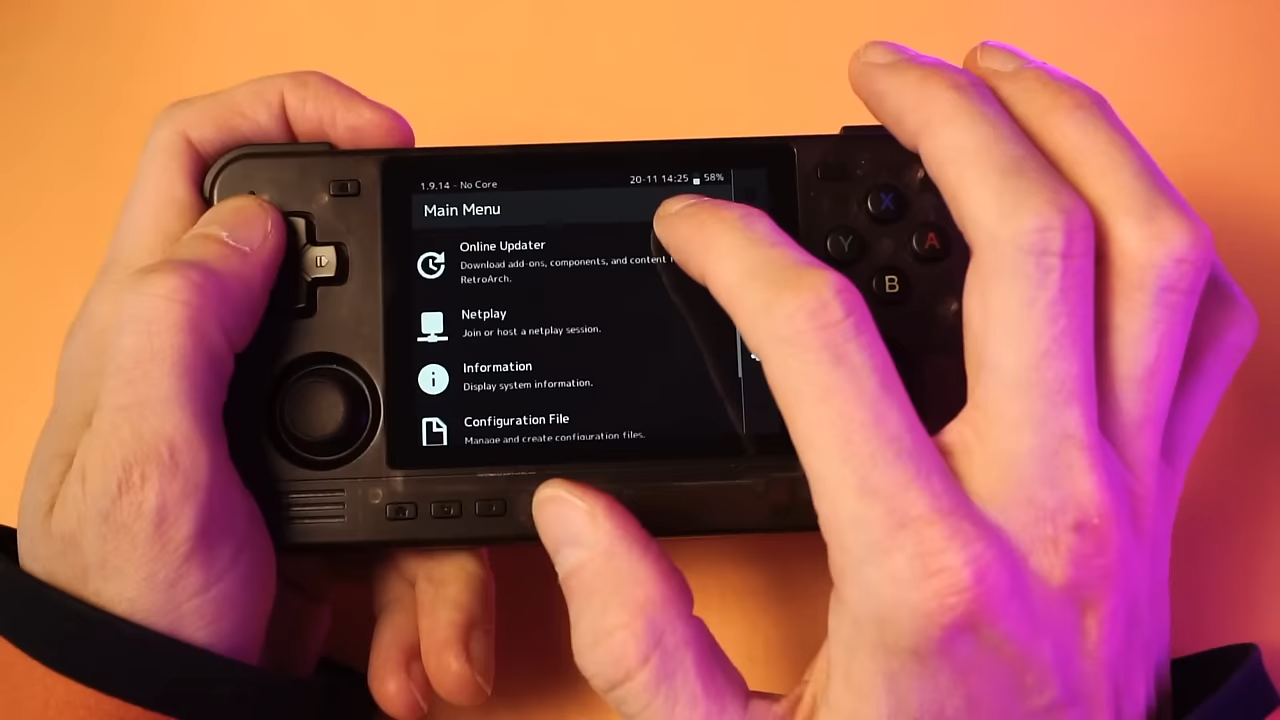 1.9.14 - No Core
20-11 14:25 58%
Main Menu
Online Updater
Download add-ons, components, and content
RetroArch.
Netplay
Join or host a netplay session.
Information
Display system information.
Configuration File
Manage and create configuration files.
X
Y
A
B